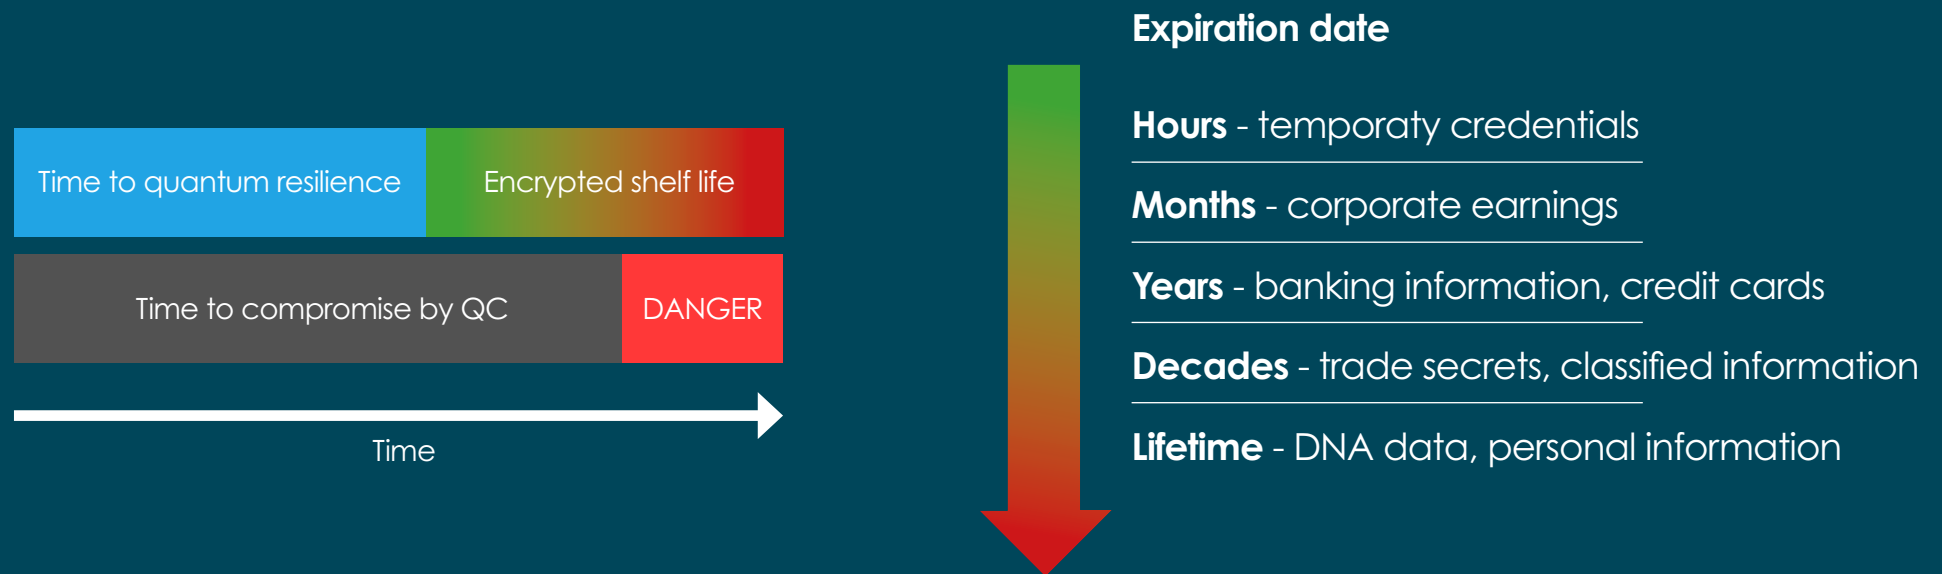 Time to quantum resilience
Encrypted shelf life
Time to compromise by QC
DANGER
Time
Expiration date
Hours - temporaty credentials
Months - corporate earnings
Years - banking information, credit cards
Decades - trade secrets, classified information
Lifetime - DNA data, personal information